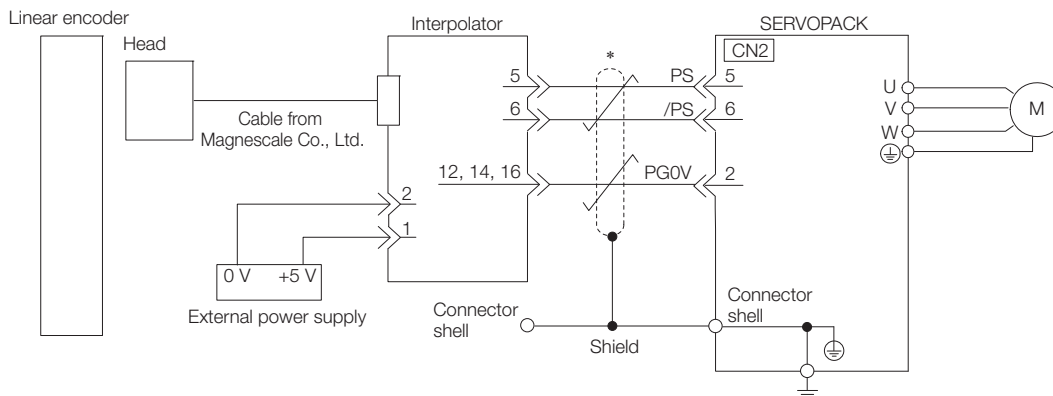 Linear encoder
Head
Interpolator
SERVOPACK
CN2
*
5 PS 5
6 /PS 6
12, 14, 16 PG0V 2
Cable from
Magnescale Co., Ltd.
U
V
W
M
2
1
0 V +5 V
External power supply
Connector
shell
Shield
Connector
shell